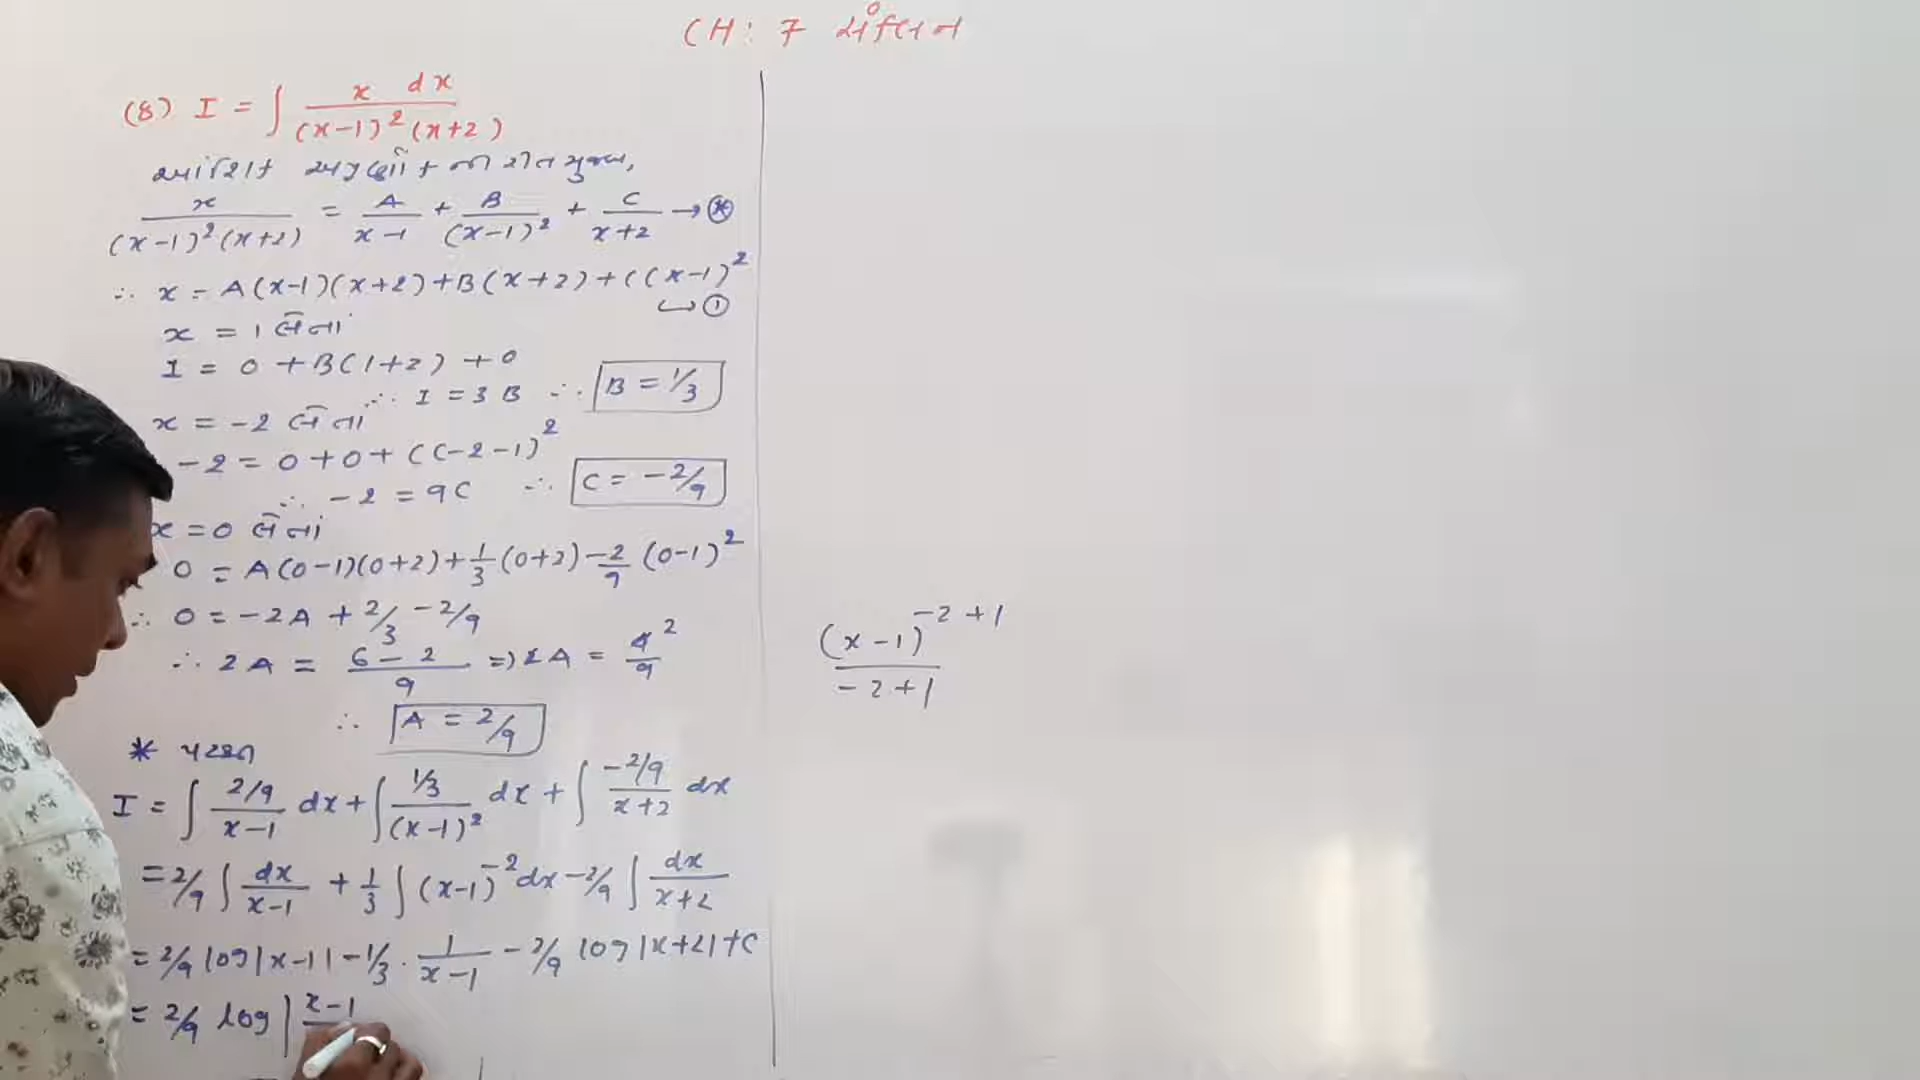 CH: 7 સંકલન
(8) I = ∫ x dx / (x-1)² (x+2)
x / (x-1)² (x+2) = A / x-1 + B / (x-1)² + C / x+2 → ⊛
∴ x = A(x-1)(x+2) + B(x+2) + C(x-1)²
↪ ①
x = 1 લેતાં
1 = 0 + B(1+2) + 0
∴ 1 = 3B ∴ B = 1/3
x = -2 લેતાં
-2 = 0 + 0 + C(-2-1)²
∴ -2 = 9C ∴ C = -2/9
x = 0 લેતાં
0 = A(0-1)(0+2) + 1/3 (0+2) - 2/9 (0-1)²
∴ 0 = -2A + 2/3 - 2/9
∴ 2A = 6-2 / 9 => 2A = 4 2 / 9
∴ A = 2/9
I = ∫ 2/9 / x-1 dx + ∫ 1/3 / (x-1)² dx + ∫ -2/9 / x+2 dx
= 2/9 ∫ dx / x-1 + 1/3 ∫ (x-1)⁻² dx - 2/9 ∫ dx / x+2
= 2/9 log|x-1| - 1/3 . 1 / x-1 - 2/9 log|x+2| + C
= 2/9 log | x-1
(x-1)^-2+1
-2+1